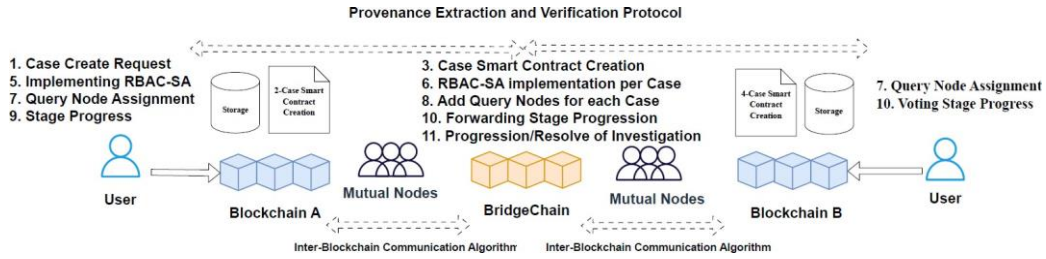 Provenance Extraction and Verification Protocol
1. Case Create Request
5. Implementing RBAC-SA
7. Query Node Assignment
9. Stage Progress
Storage
2-Case Smart
Contract
Creation
3. Case Smart Contract Creation
6. RBAC-SA implementation per Case
8. Add Query Nodes for each Case
10. Forwarding Stage Progression
11. Progression/Resolve of Investigation
4-Case Smart
Contract
Creation
Storage
7. Query Node Assignment
10. Voting Stage Progress
User
Blockchain A
Mutual Nodes
BridgeChain
Mutual Nodes
Blockchain B
User
Inter-Blockchain Communication Algorithm
Inter-Blockchain Communication Algorithm